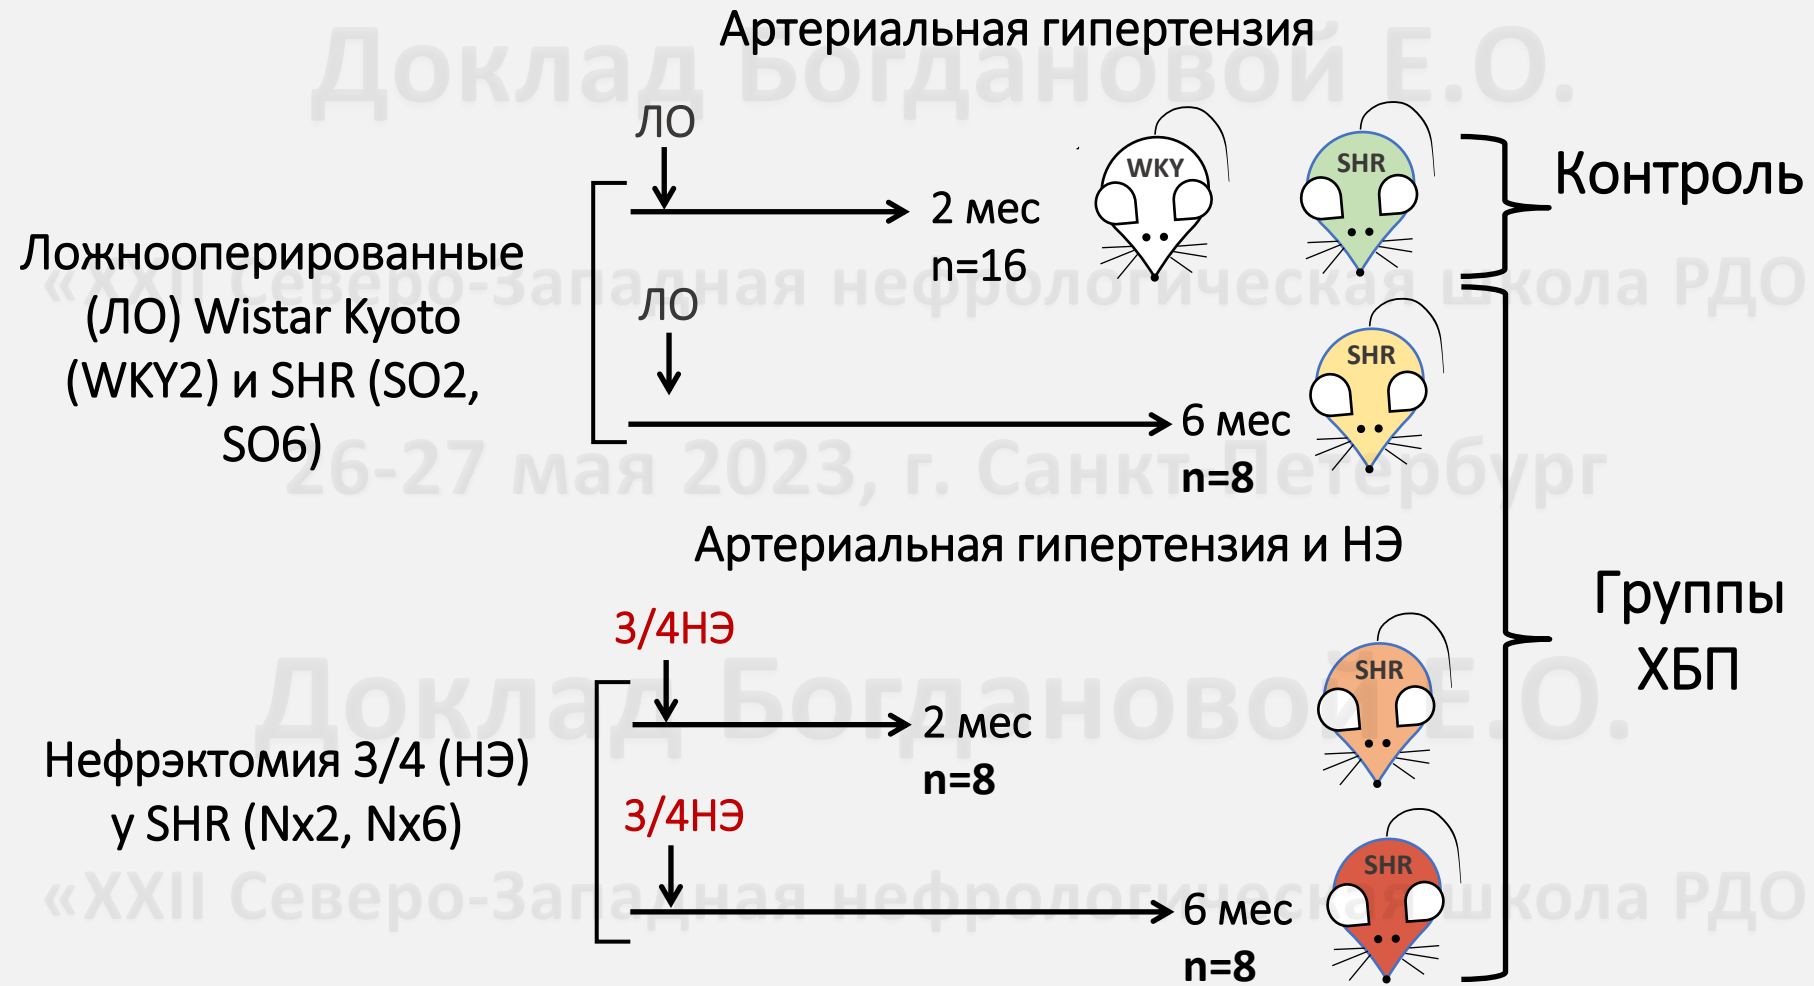 Артериальная гипертензия
Доклад Богдановой Е.О.
ЛО
WKY
SHR
Контроль
2 мес
n=16
Ложнооперированные
(ЛО) Wistar Kyoto
(WKY2) и SHR (SO2,
SO6)
«XXII Северо-Западная нефрологическая школа РДО
ЛО
SHR
6 мес
n=8
26-27 мая 2023, г. Санкт-Петербург
Артериальная гипертензия и НЭ
Группы
ХБП
3/4НЭ
SHR
Доклад Богдановой Е.О.
2 мес
n=8
Нефрэктомия 3/4 (НЭ)
у SHR (Nx2, Nx6)
3/4НЭ
SHR
«XXII Северо-Западная нефрологическая школа РДО
6 мес
n=8